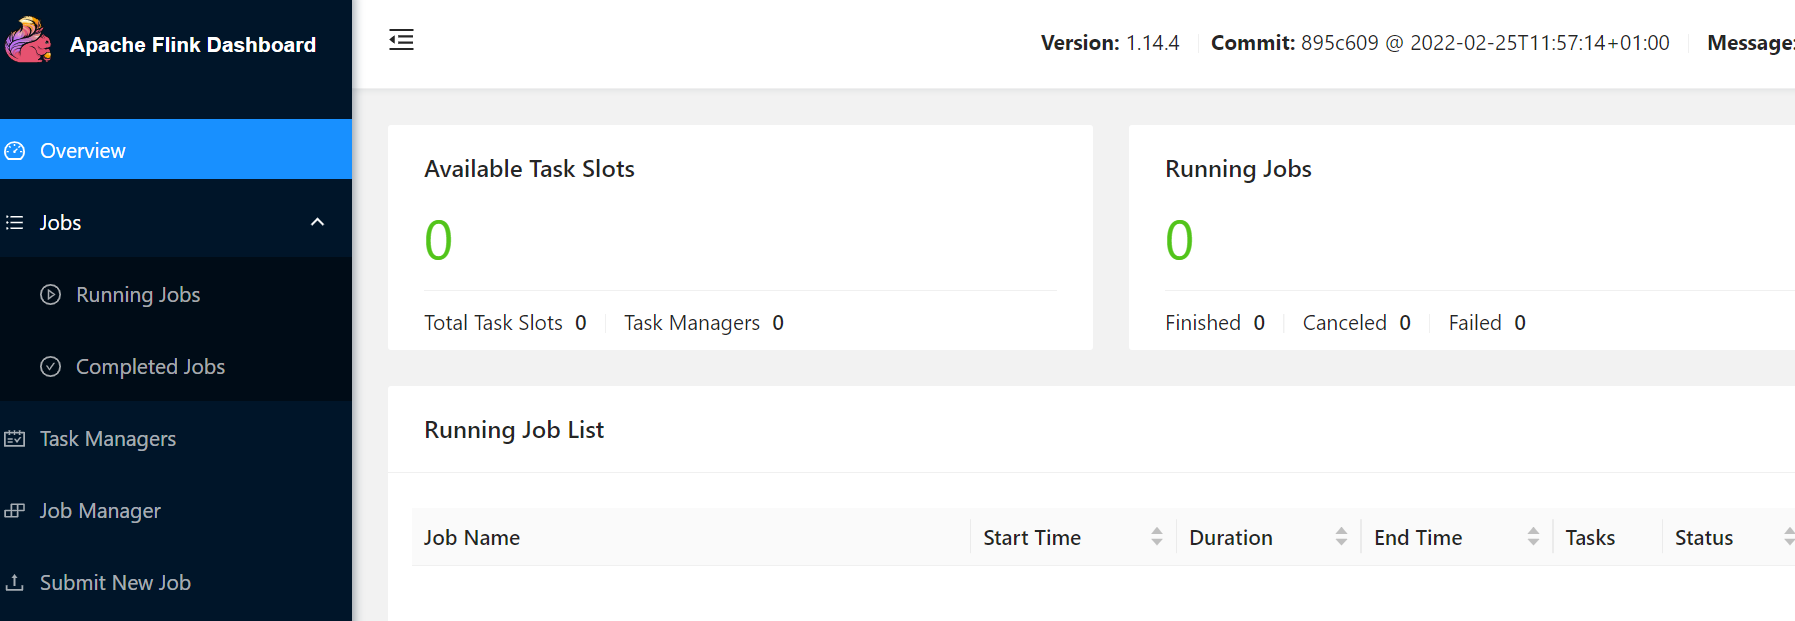 Apache Flink Dashboard
Version: 1.14.4 Commit: 895c609 @ 2022-02-25T11:57:14+01:00 Message:
Overview
Jobs
Running Jobs
Completed Jobs
Task Managers
Job Manager
Submit New Job
Available Task Slots
0
Total Task Slots 0 Task Managers 0
Running Jobs
0
Finished 0 Canceled 0 Failed 0
Running Job List
Job Name Start Time Duration End Time Tasks Status